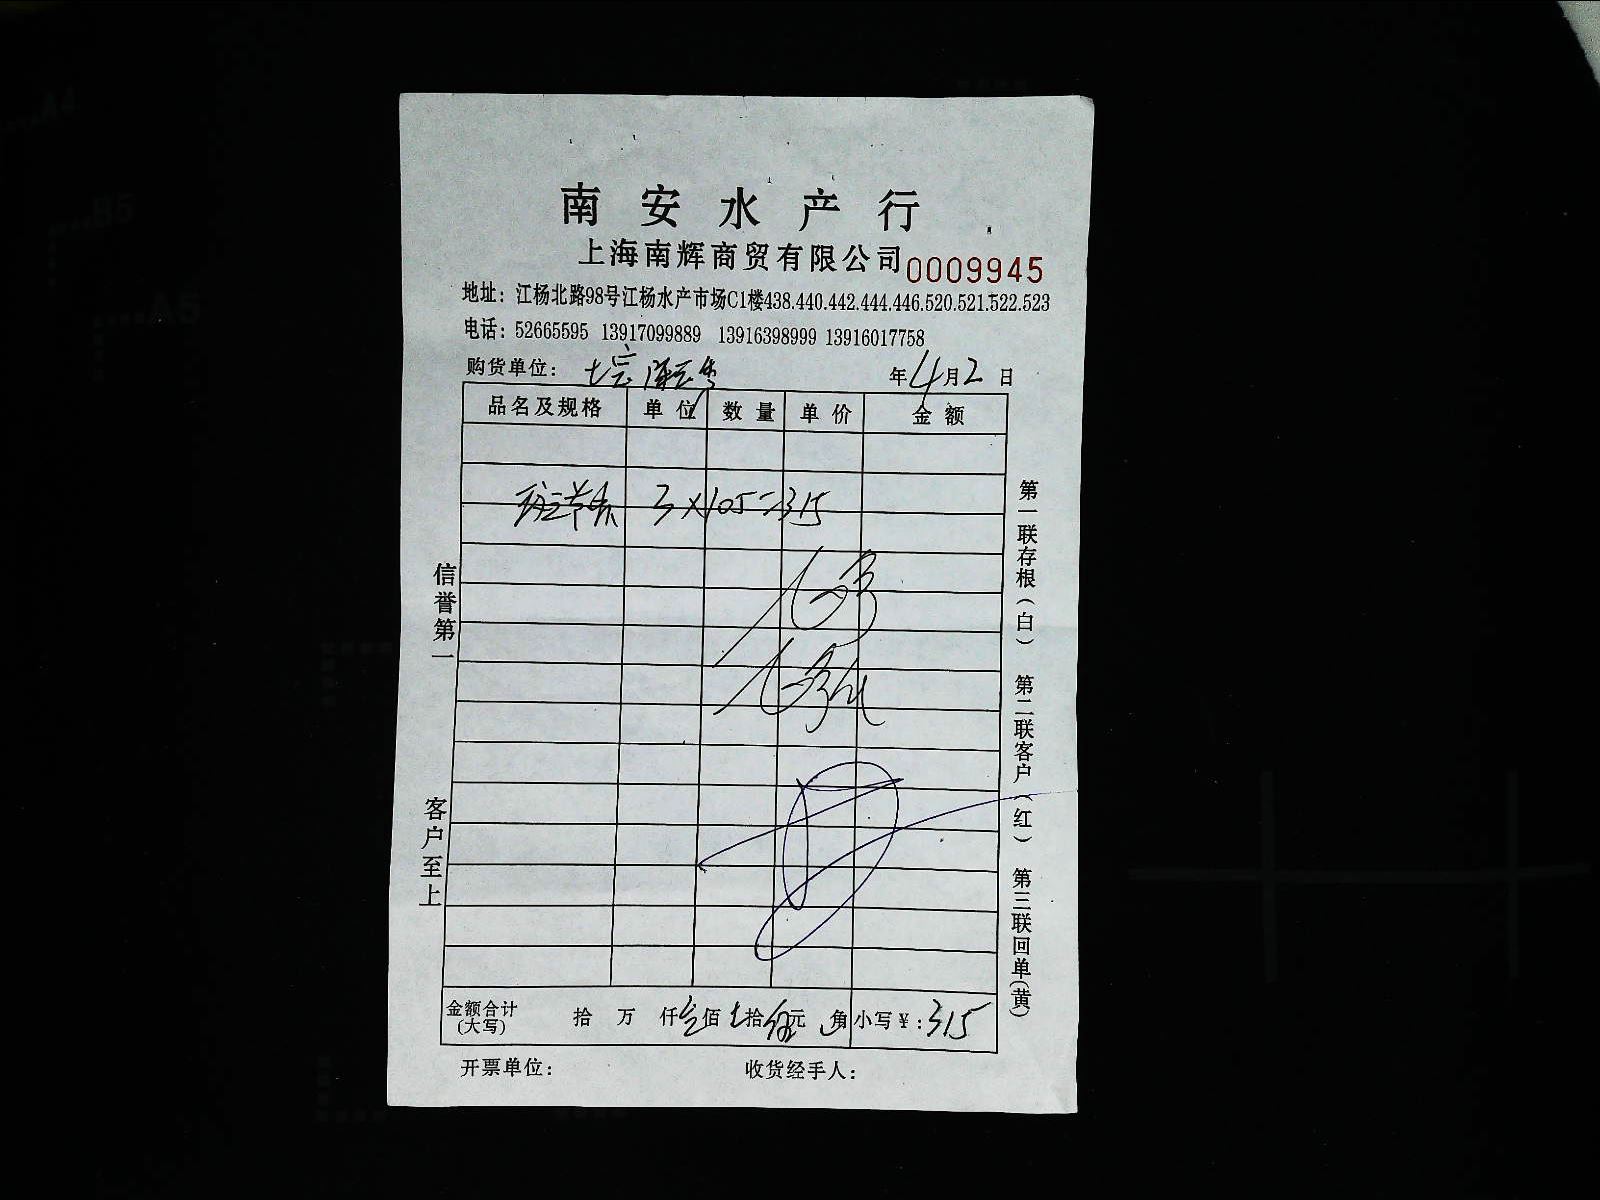 南安水产行
上海南辉商贸有限公司 0009945
地址：江杨北路98号江杨水产市场C1楼438.440.442.444.446.520.521.522.523
电话：52665595 13917099889 13916398999 13916017758
购货单位： 年4月2日
品名及规格 单位 数量 单价 金额
3×105=315
信誉第一
客户至上
第一联存根（白） 第二联客户（红） 第三联回单（黄）
金额合计(大写) 拾 万 仟叁佰 拾伍元 角 小写¥：315
开票单位： 收货经手人：